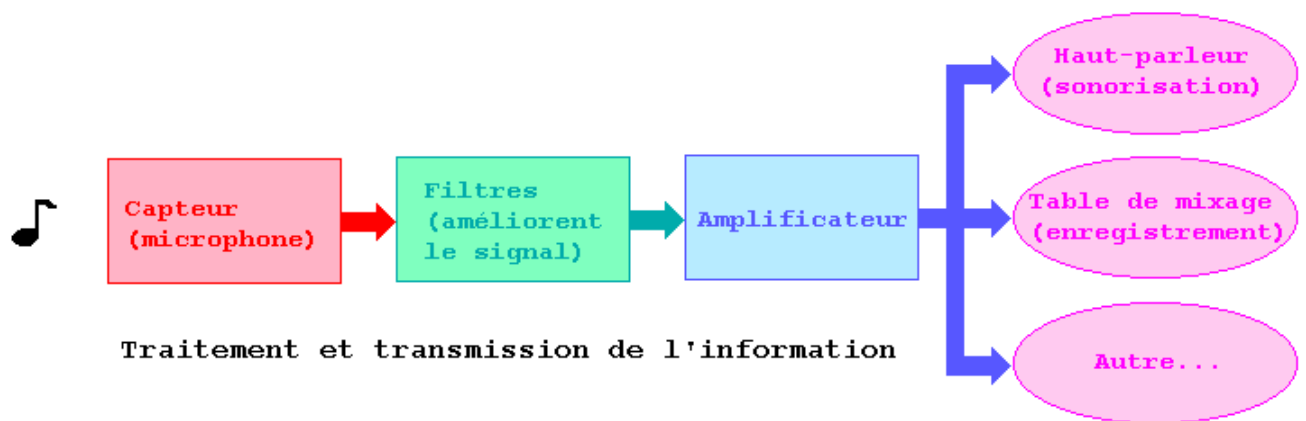 Capteur
(microphone)
Filtres
(améliorent
le signal)
Amplificateur
Haut-parleur
(sonorisation)
Table de mixage
(enregistrement)
Autre...
Traitement et transmission de l'information